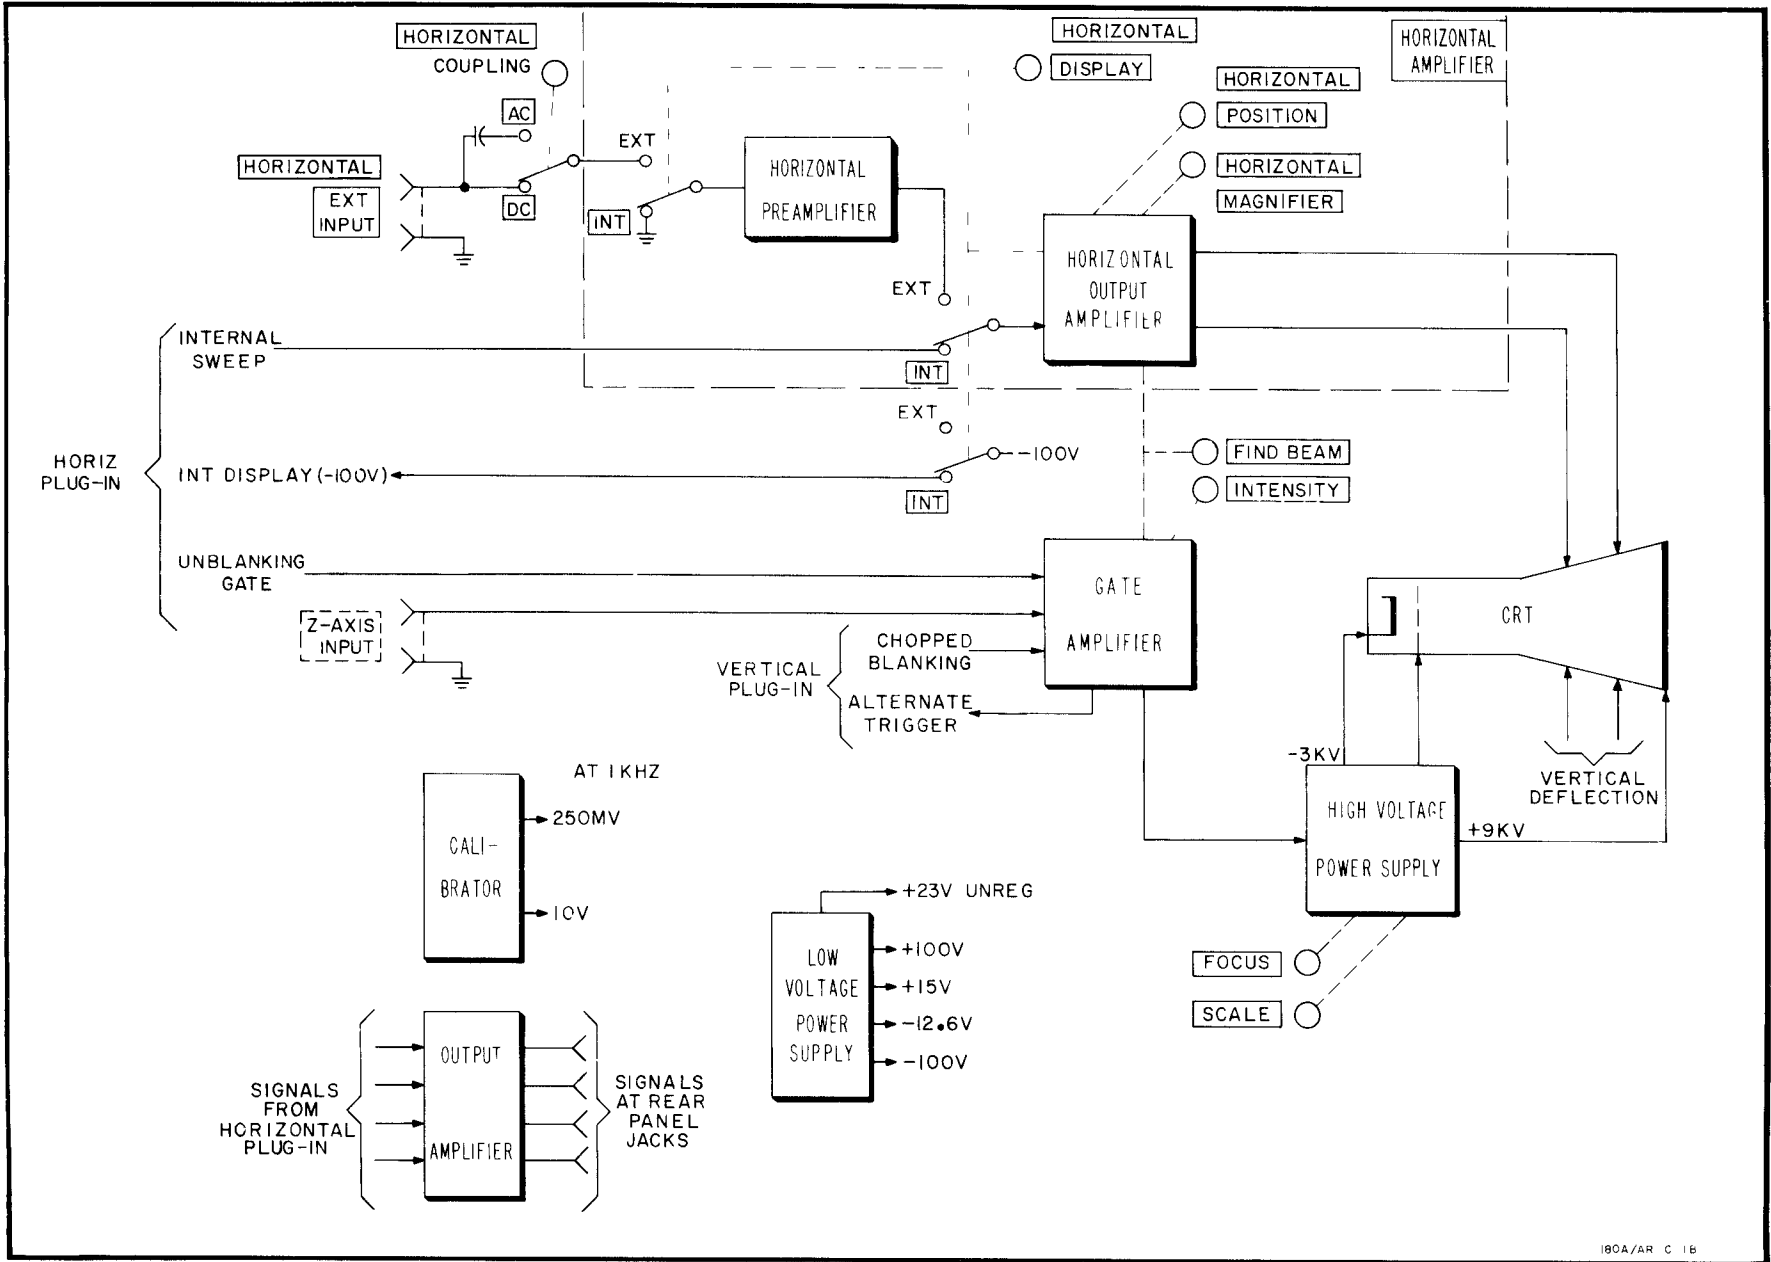 HORIZONTAL
COUPLING
HORIZONTAL
DISPLAY
HORIZONTAL
AMPLIFIER
HORIZONTAL
POSITION
HORIZONTAL
MAGNIFIER
AC
DC
HORIZONTAL
EXT
INPUT
EXT
INT
HORIZONTAL
PREAMPLIFIER
EXT
INT
HORIZONTAL
OUTPUT
AMPLIFIER
INTERNAL
SWEEP
HORIZ
PLUG-IN
INT DISPLAY (-100V)
EXT
-100V
INT
FIND BEAM
INTENSITY
UNBLANKING
GATE
Z-AXIS
INPUT
GATE
AMPLIFIER
VERTICAL
PLUG-IN
CHOPPED
BLANKING
ALTERNATE
TRIGGER
CRT
VERTICAL
DEFLECTION
-3KV
HIGH VOLTAGE
POWER SUPPLY
+9KV
FOCUS
SCALE
AT 1KHZ
CALI-
BRATOR
250MV
10V
+23V UNREG
LOW
VOLTAGE
POWER
SUPPLY
+100V
+15V
-12.6V
-100V
SIGNALS
FROM
HORIZONTAL
PLUG-IN
OUTPUT
AMPLIFIER
SIGNALS
AT REAR
PANEL
JACKS
180A/AR C 1B